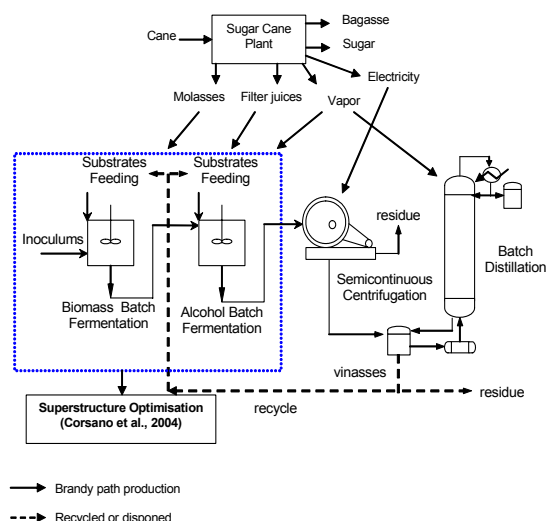 Bagasse
Cane
Sugar Cane
Plant
Sugar
Electricity
Molasses
Filter juices
Vapor
Substrates
Feeding
Substrates
Feeding
residue
Inoculums
Semicontinuous
Centrifugation
Batch
Distillation
Biomass Batch
Fermentation
Alcohol Batch
Fermentation
vinasses
residue
recycle
Superstructure Optimisation
(Corsano et al., 2004)
Brandy path production
Recycled or disponed